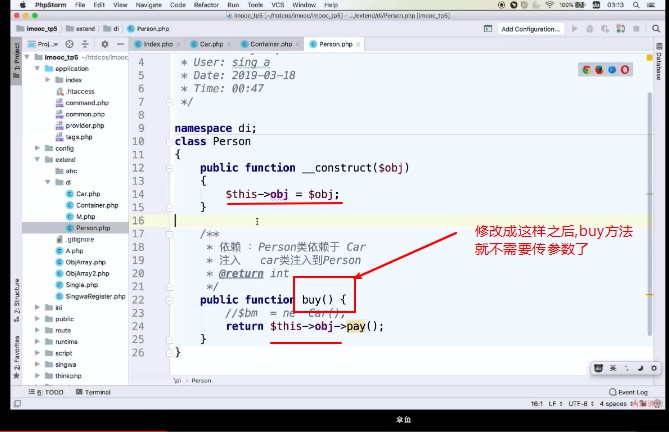 PhpStorm File Edit View Navigate Code Refactor Run Tools VCS Window Help 100% 03:13
imooc_tp5 [~/htdcos/imooc/imooc_tp5] - .../extend/di/Person.php [imooc_tp5]
imooc_tp5 extend di Person.php Add Configuration...
1: Project Proj... Index.php Car.php Container.php Person.php Database
imooc_tp5 ~/htdcos/imooc
application
index
.htaccess
command.php
common.php
provider.php
tags.php
config
extend
abc
di
Car.php
Container.php
M.php
Person.php
.gitignore
A.php
ObjArray.php
ObjArray2.php
Single.php
SingwaRegister.php
ini
public
route
runtime
script
singwa
thinkphp
Z: Structure
2: Favorites
4
5 * User: sing a
6 * Date: 2019-03-18
7 * Time: 00:47
8 */
9
10 namespace di;
11 class Person
12 {
13 public function __construct($obj)
14 {
15 $this->obj = $obj;
16 }
17
18 /**
19 * 依赖 : Person类依赖于 Car
20 * 注入 car类注入到Person
21 * @return int
22 */
23 public function buy() {
24 //$bm = ne Car();
25 return $this->obj->pay();
26 }
}
修改成这样之后,buy方法
就不需要传参数了
\di › Person
6: TODO Terminal Event Log
16:1 LF UTF-8 4 spaces
章鱼